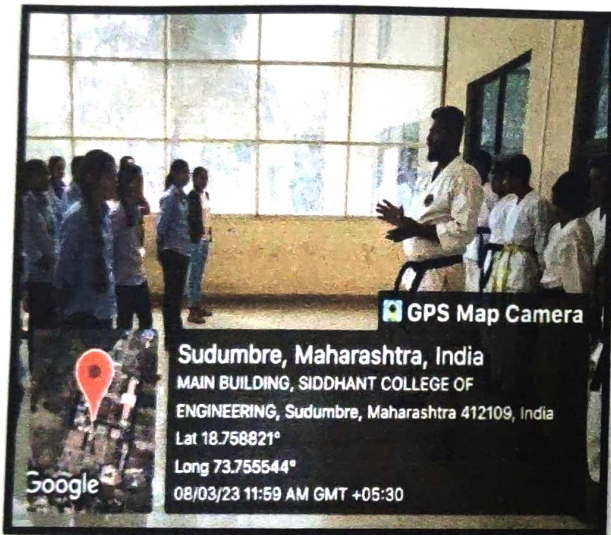 GPS Map Camera
Sudumbre, Maharashtra, India
MAIN BUILDING, SIDDHANT COLLEGE OF
ENGINEERING, Sudumbre, Maharashtra 412109, India
Lat 18.758821°
Long 73.755544°
08/03/23 11:59 AM GMT +05:30
Google